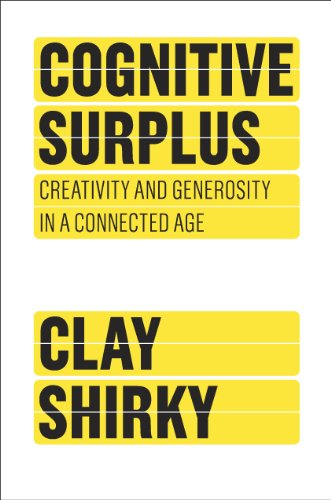 COGNITIVE
SURPLUS
CREATIVITY AND GENEROSITY
IN A CONNECTED AGE
CLAY
SHIRKY